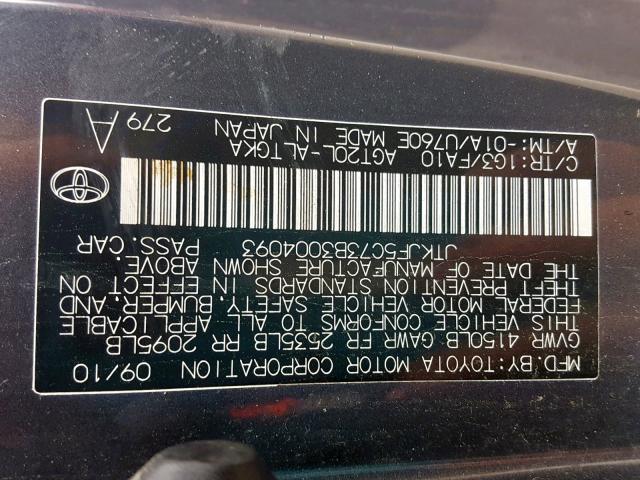 MFD.BY:TOYOTA MOTOR CORPORATION 09/10
GVWR 4150LB GAWR FR 2535LB RR 2095LB
THIS VEHICLE CONFORMS TO ALL APPLICABLE
FEDERAL MOTOR VEHICLE SAFETY, BUMPER, AND
THEFT PREVENTION STANDARDS IN EFFECT ON
THE DATE OF MANUFACTURE SHOWN ABOVE.
JTKJF5C73B3004093 PASS. CAR
C/TR:1G3/FA10 AGT20L-ALTGKA
A/TM:-01A/U760E MADE IN JAPAN
279 A